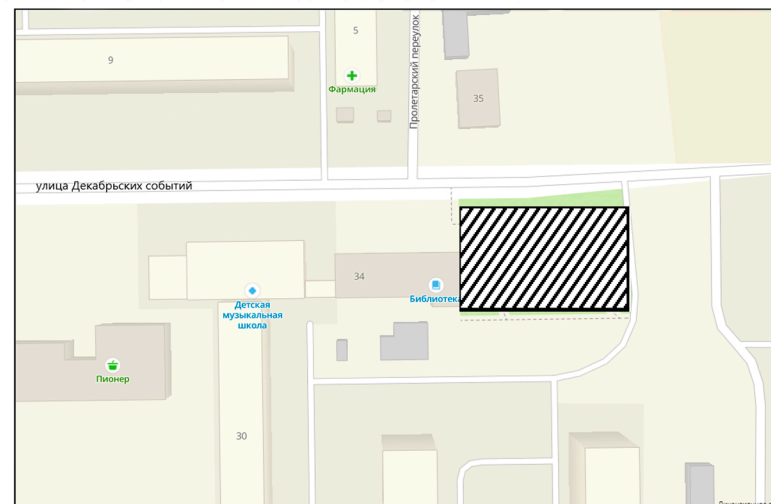 5
9
Фармация
Пролетарский переулок
35
улица Декабрьских событий
34
Библиотека
Детская
музыкальная
школа
Пионер
30